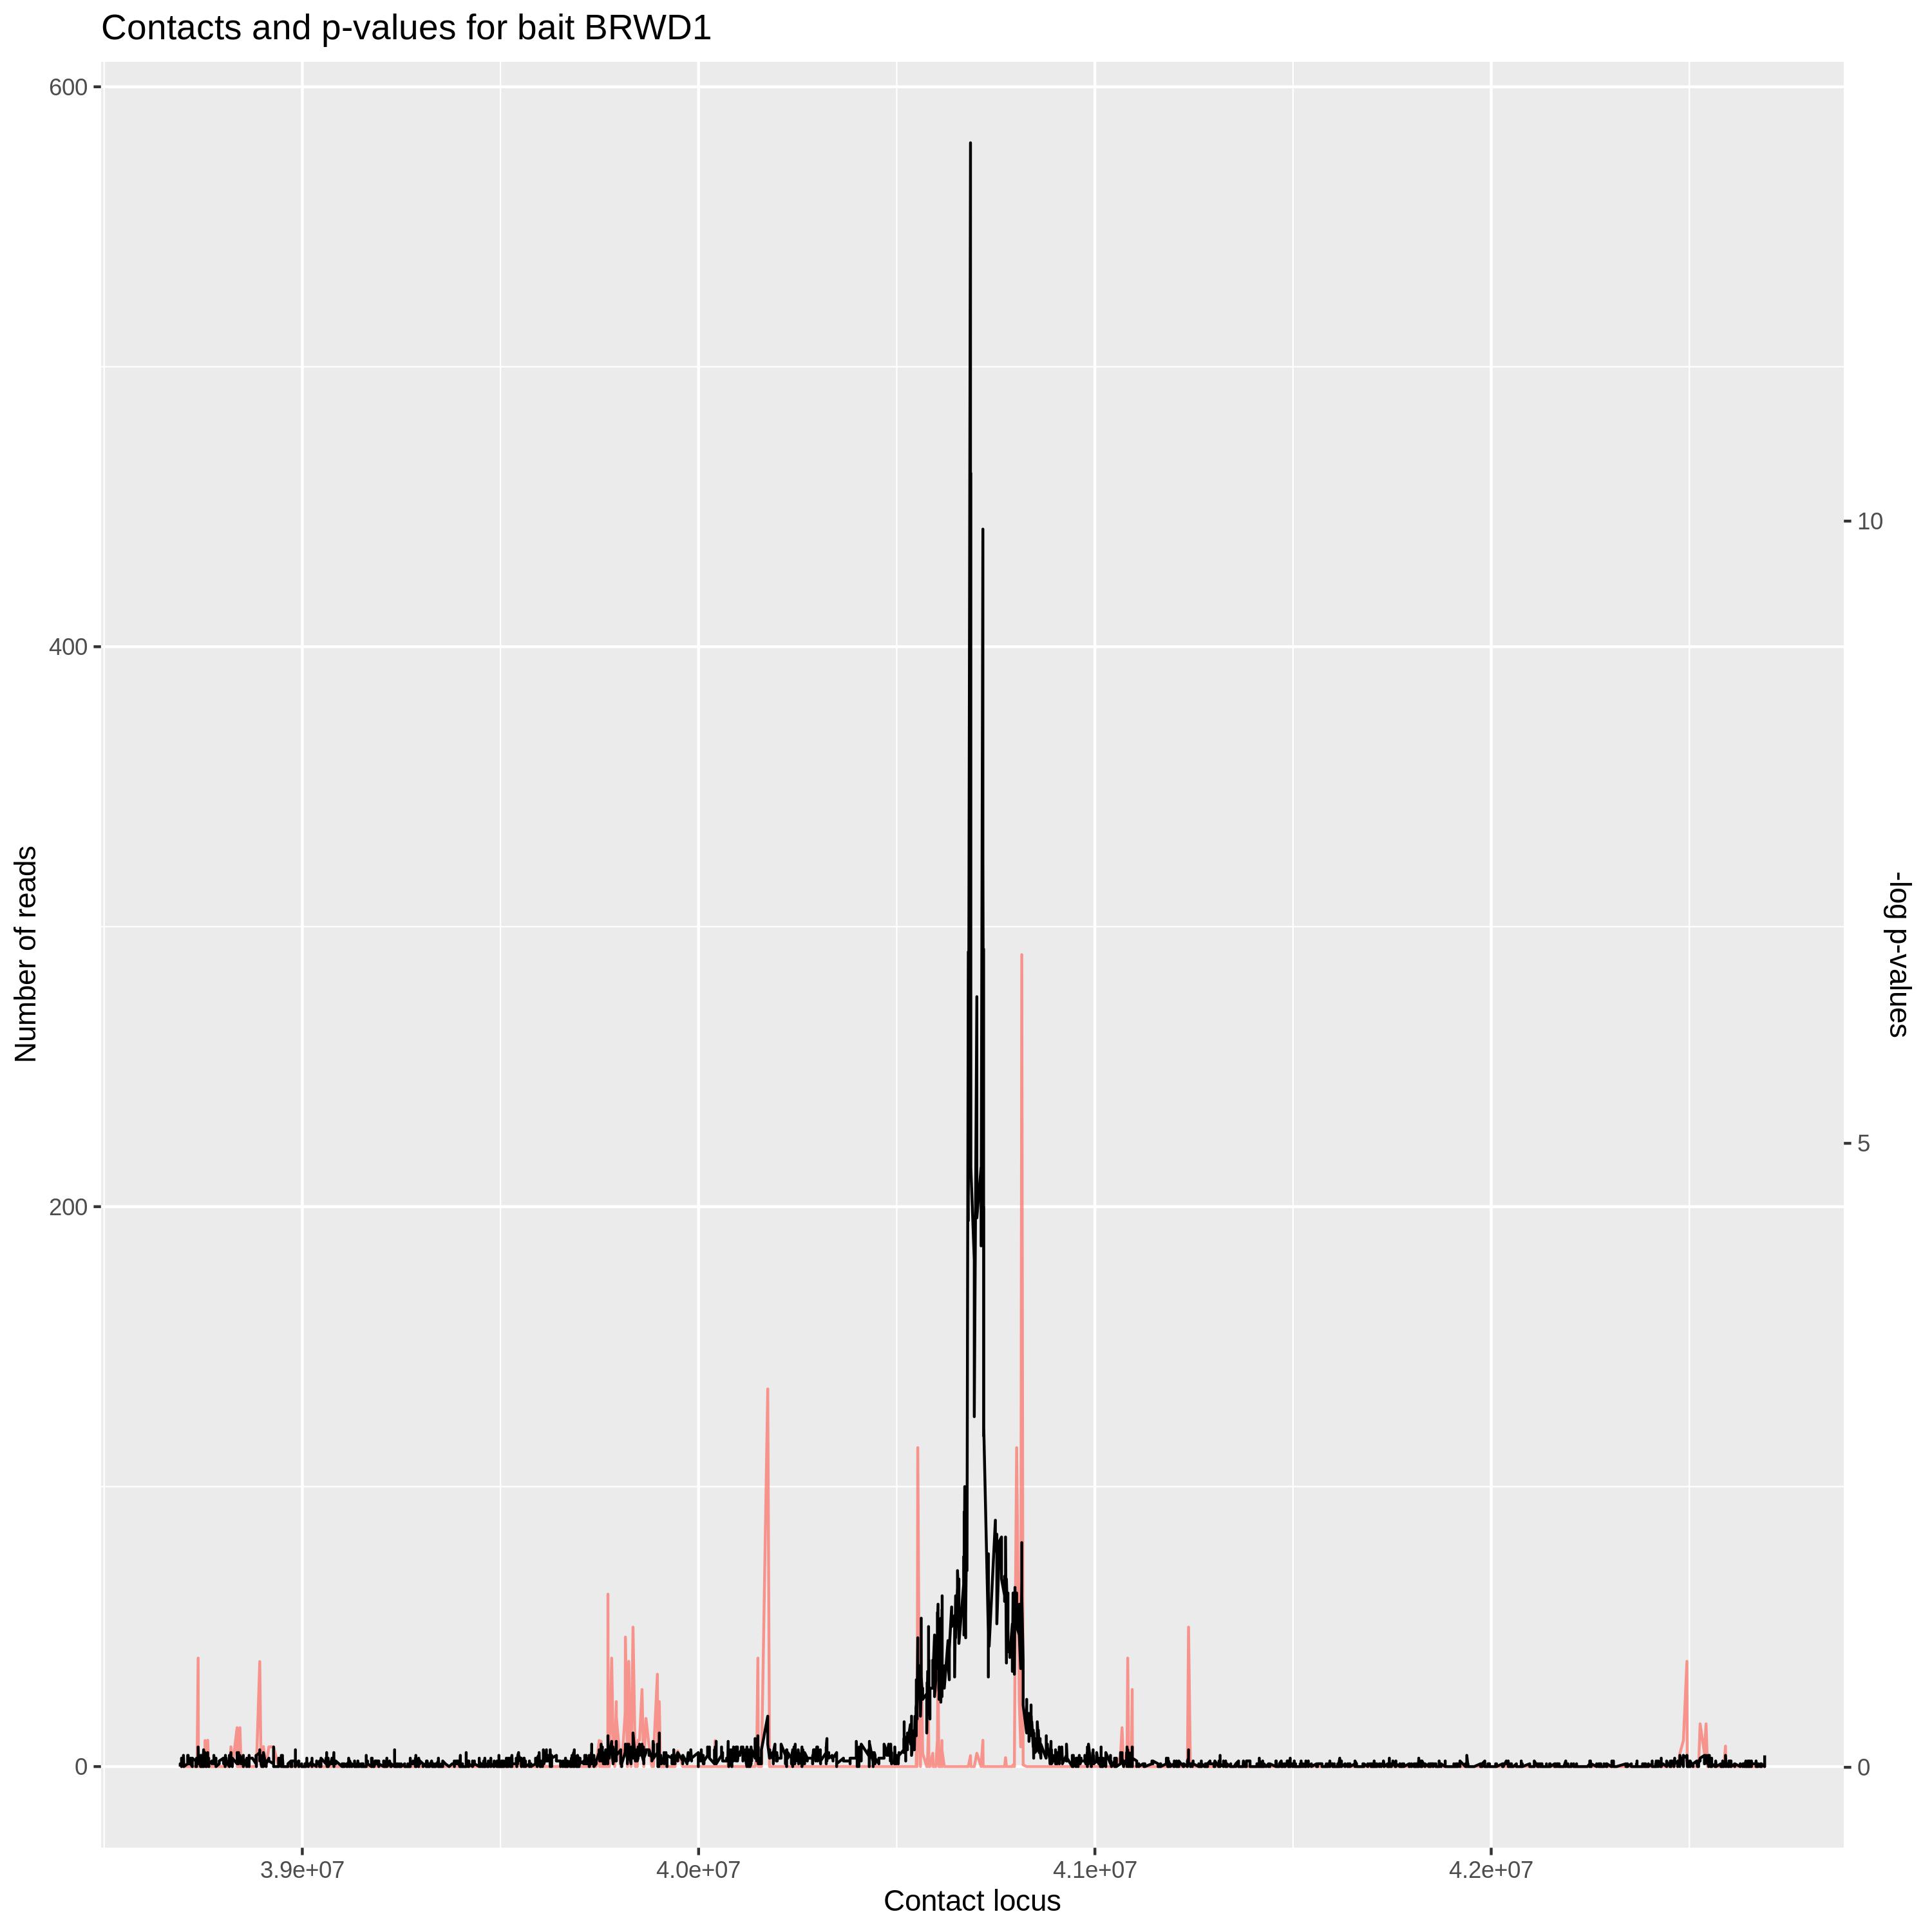 Contacts and p-values for bait BRWD1
600
400
200
0
Number of reads
10
5
0
-log p-values
3.9e+07
4.0e+07
4.1e+07
4.2e+07
Contact locus